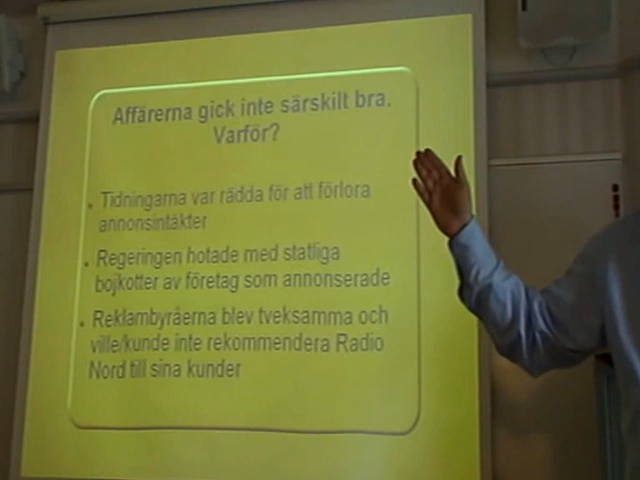 Affärerna gick inte särskilt bra.
Varför?
Tidningarna var rädda för att förlora
annonsintäkter
Regeringen hotade med statliga
bojkotter av företag som annonserade
Reklambyråerna blev tveksamma och
ville/kunde inte rekommendera Radio
Nord till sina kunder